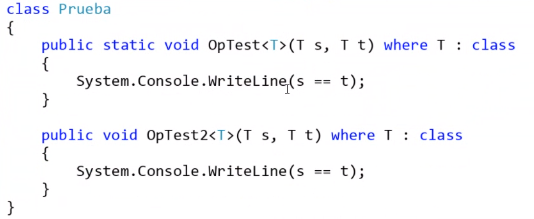 class Prueba
{
    public static void OpTest<T>(T s, T t) where T : class
    {
        System.Console.WriteLine(s == t);
    }

    public void OpTest2<T>(T s, T t) where T : class
    {
        System.Console.WriteLine(s == t);
    }
}